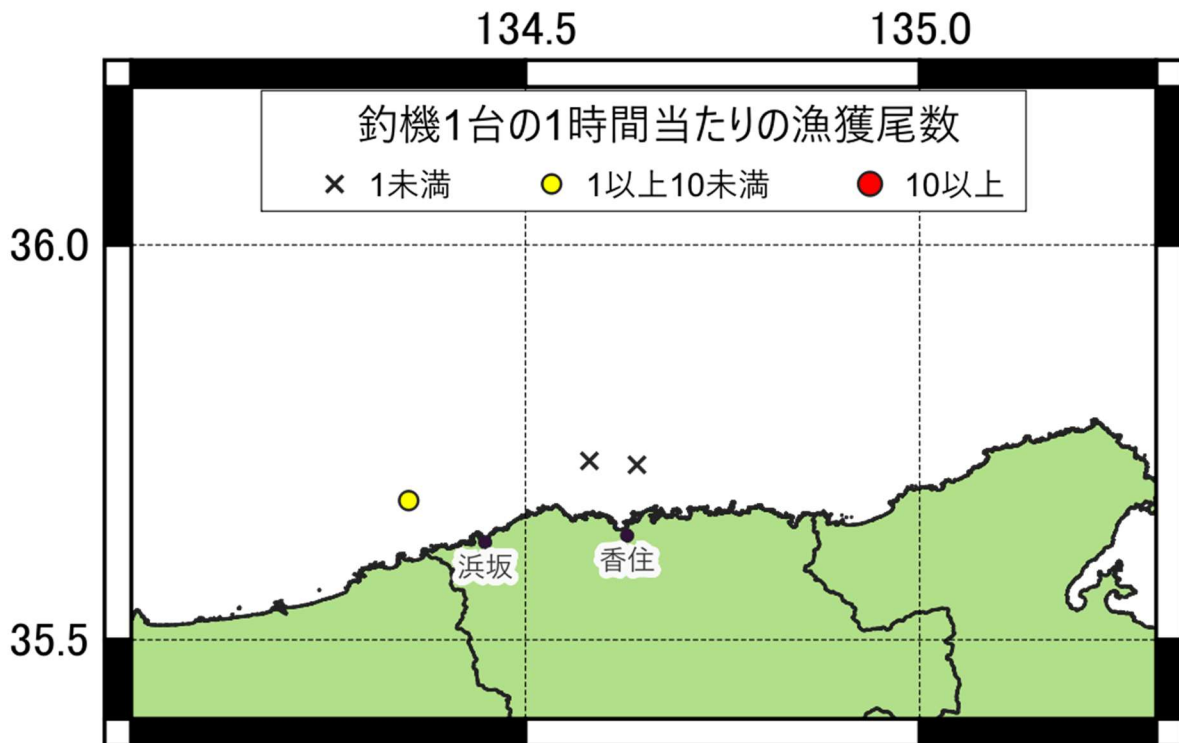 134.5 135.0
釣機1台の1時間当たりの漁獲尾数
1未満 1以上10未満 10以上
36.0
浜坂 香住
35.5